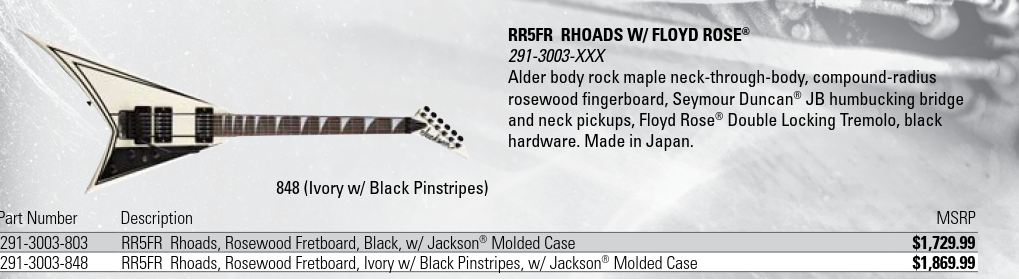 RR5FR RHOADS W/ FLOYD ROSE®
291-3003-XXX
Alder body rock maple neck-through-body, compound-radius
rosewood fingerboard, Seymour Duncan® JB humbucking bridge
and neck pickups, Floyd Rose® Double Locking Tremolo, black
hardware. Made in Japan.
Jackson
848 (Ivory w/ Black Pinstripes)
Part Number Description MSRP
291-3003-803 RR5FR Rhoads, Rosewood Fretboard, Black, w/ Jackson® Molded Case $1,729.99
291-3003-848 RR5FR Rhoads, Rosewood Fretboard, Ivory w/ Black Pinstripes, w/ Jackson® Molded Case $1,869.99